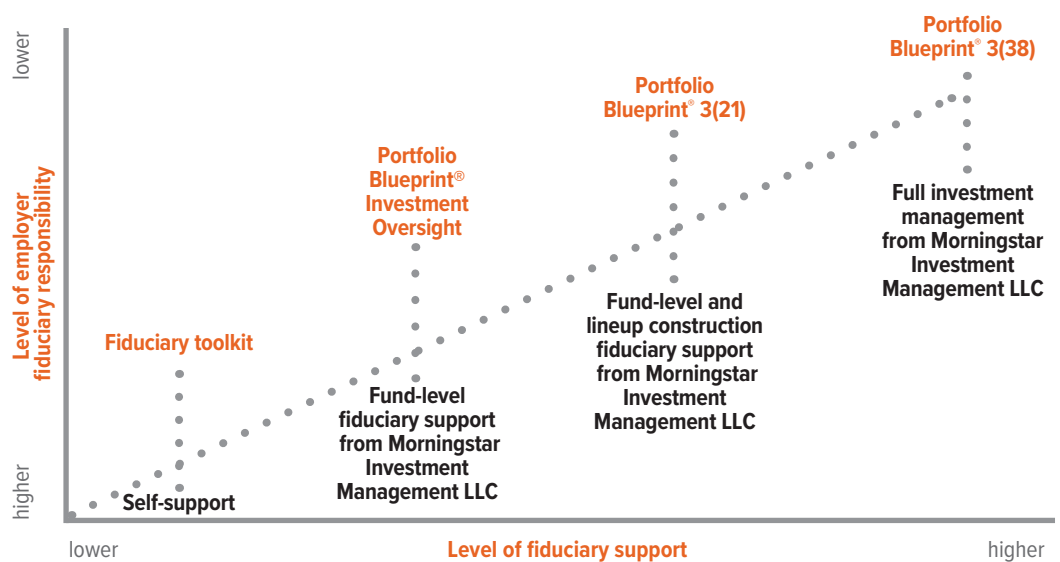 lower
Level of employer
fiduciary responsibility
higher
Fiduciary toolkit
Self-support
Portfolio
Blueprint®
Investment
Oversight
Fund-level
fiduciary support
from Morningstar
Investment
Management LLC
Portfolio
Blueprint® 3(21)
Fund-level and
lineup construction
fiduciary support
from Morningstar
Investment
Management LLC
Portfolio
Blueprint® 3(38)
Full investment
management
from Morningstar
Investment
Management LLC
lower
Level of fiduciary support
higher